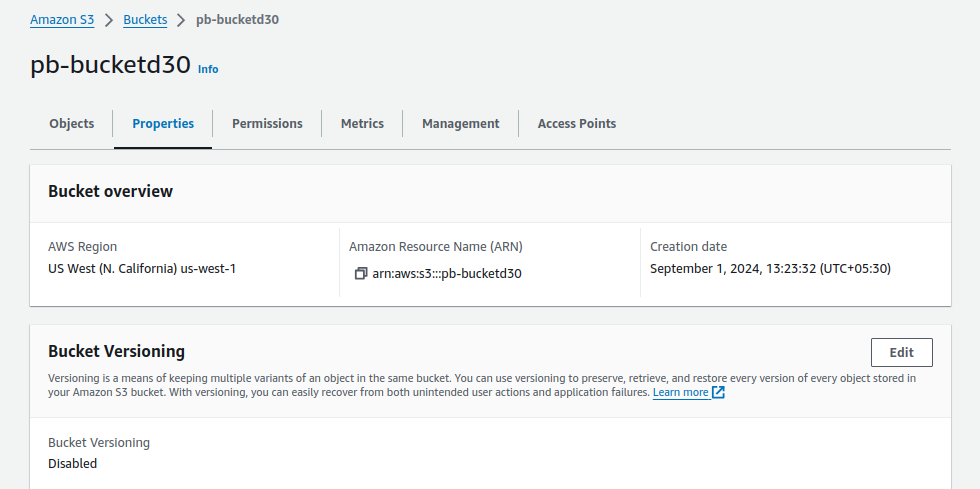 Amazon S3 > Buckets > pb-bucketd30
pb-bucketd30 Info
Objects Properties Permissions Metrics Management Access Points
Bucket overview
AWS Region
US West (N. California) us-west-1
Amazon Resource Name (ARN)
arn:aws:s3:::pb-bucketd30
Creation date
September 1, 2024, 13:23:32 (UTC+05:30)
Bucket Versioning
Edit
Versioning is a means of keeping multiple variants of an object in the same bucket. You can use versioning to preserve, retrieve, and restore every version of every object stored in
your Amazon S3 bucket. With versioning, you can easily recover from both unintended user actions and application failures. Learn more
Bucket Versioning
Disabled